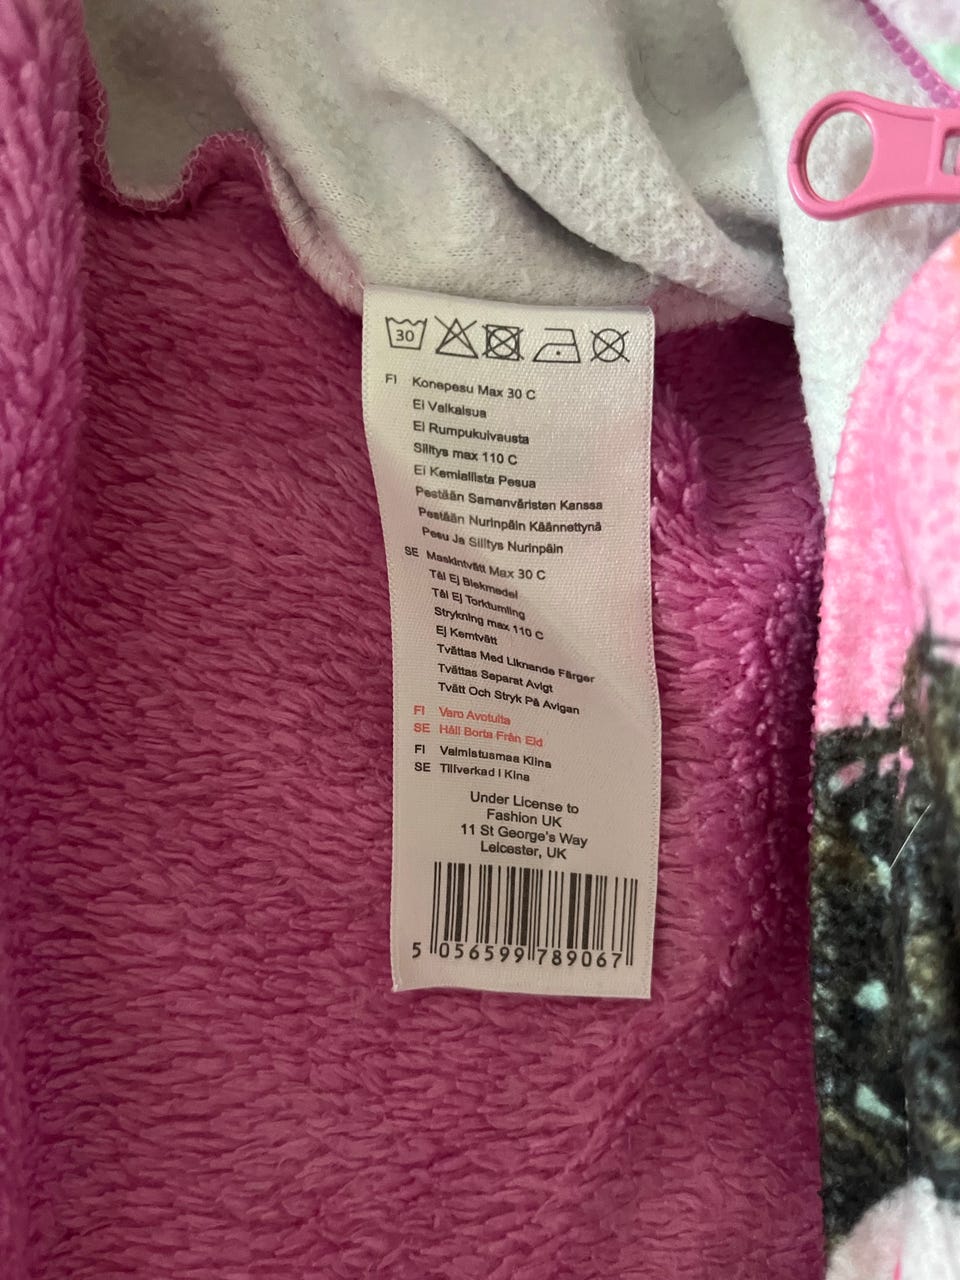 30
FI Konepesu Max 30 C
Ei Valkaisua
Ei Rumpukuivausta
Silitys max 110 C
Ei Kemiallista Pesua
Pestään Samanväristen Kanssa
Pestään Nurinpäin Käännettynä
Pesu Ja Silitys Nurinpäin
SE Maskintvätt Max 30 C
Tål Ej Blekmedel
Tål Ej Torktumling
Strykning max 110 C
Ej Kemtvätt
Tvättas Med Liknande Färger
Tvättas Separat Avigt
Tvätt Och Stryk På Avigan
FI Varo Avotulta
SE Håll Borta Från Eld
FI Valmistusmaa Kiina
SE Tillverkad I Kina
Under License to
Fashion UK
11 St George's Way
Leicester, UK
5 056599 789067